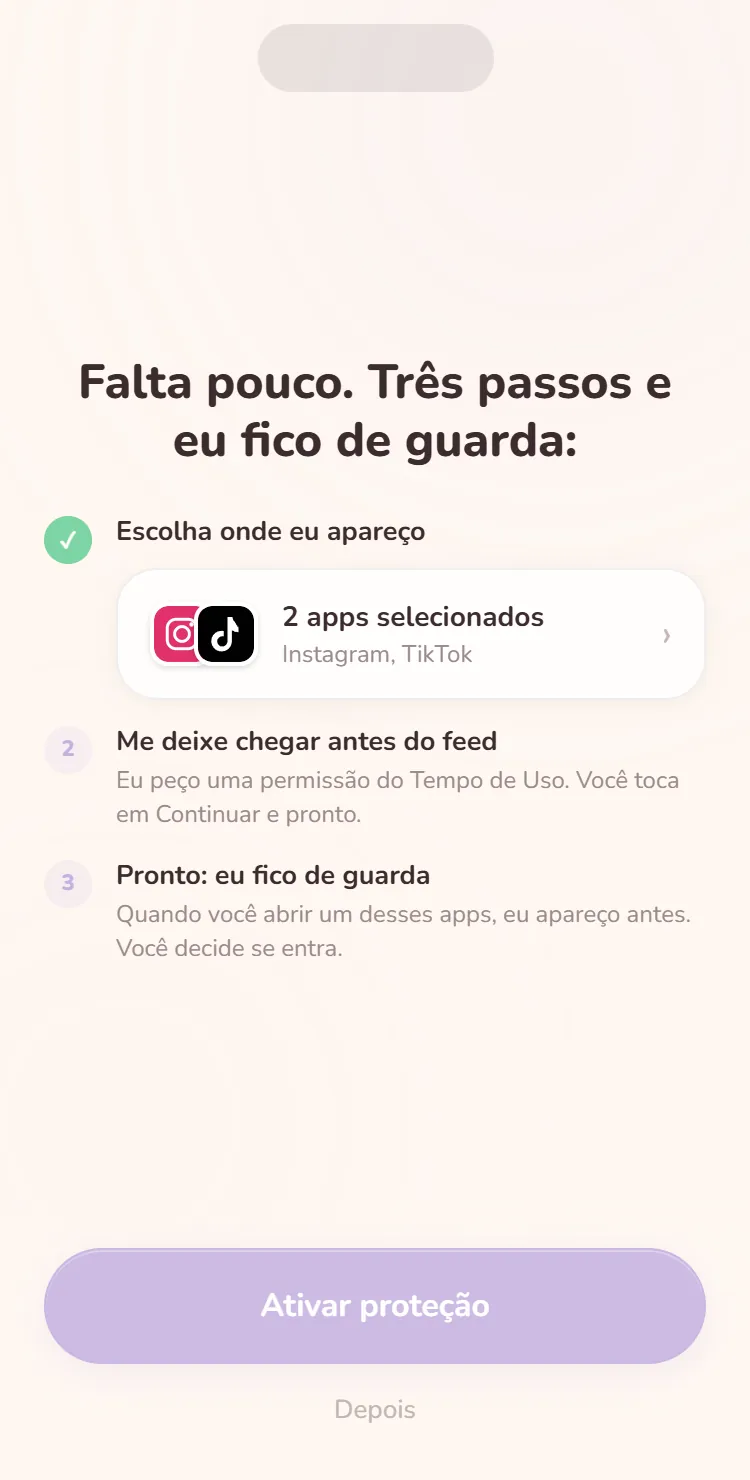 Falta pouco. Três passos e
eu fico de guarda:
✓
Escolha onde eu apareço
2 apps selecionados
Instagram, TikTok
›
2
Me deixe chegar antes do feed
Eu peço uma permissão do Tempo de Uso. Você toca
em Continuar e pronto.
3
Pronto: eu fico de guarda
Quando você abrir um desses apps, eu apareço antes.
Você decide se entra.
Ativar proteção
Depois